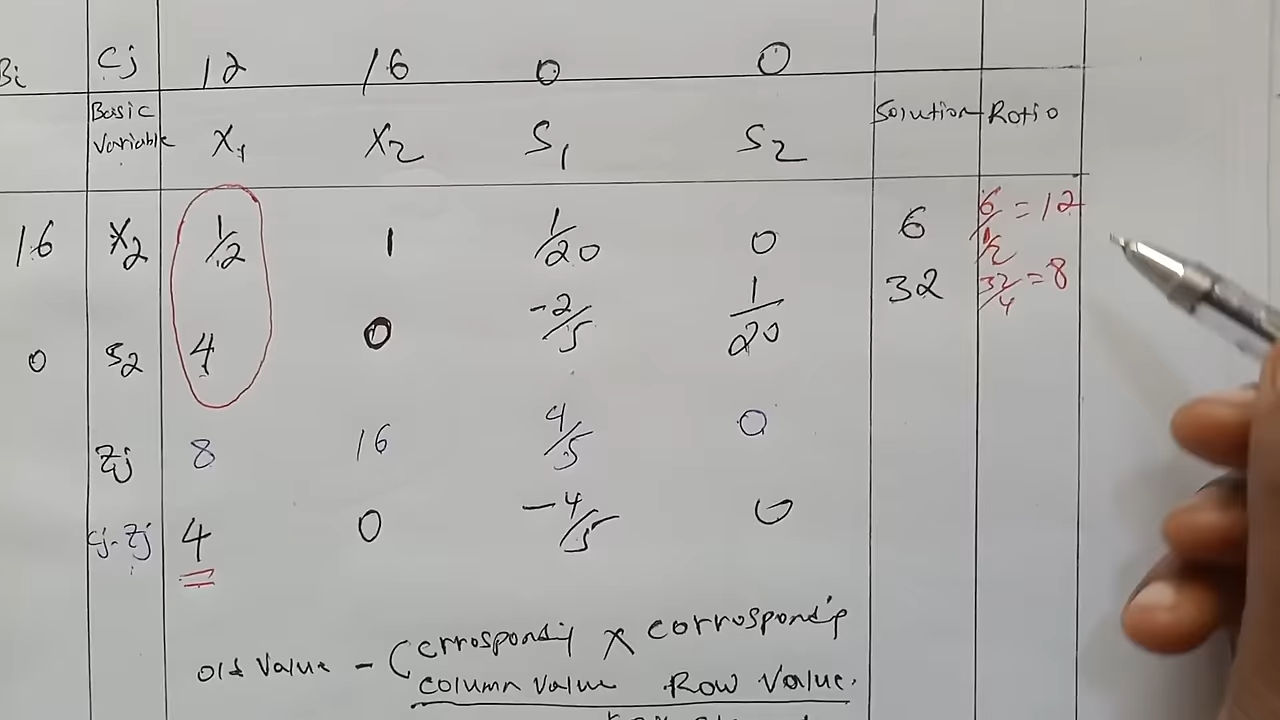 Bi Cj 12 16 0 0
Basic Variable X1 X2 S1 S2 Solution Ratio
16 X2 1/2 1 1/20 0 6 6/1/2 = 12
0 S2 4 0 -2/5 1/20 32 32/4 = 8
Zj 8 16 4/5 0
Cj-Zj 4 0 -4/5 0
Old Value - (Corrospondig X corrospondig
column value Row Value.